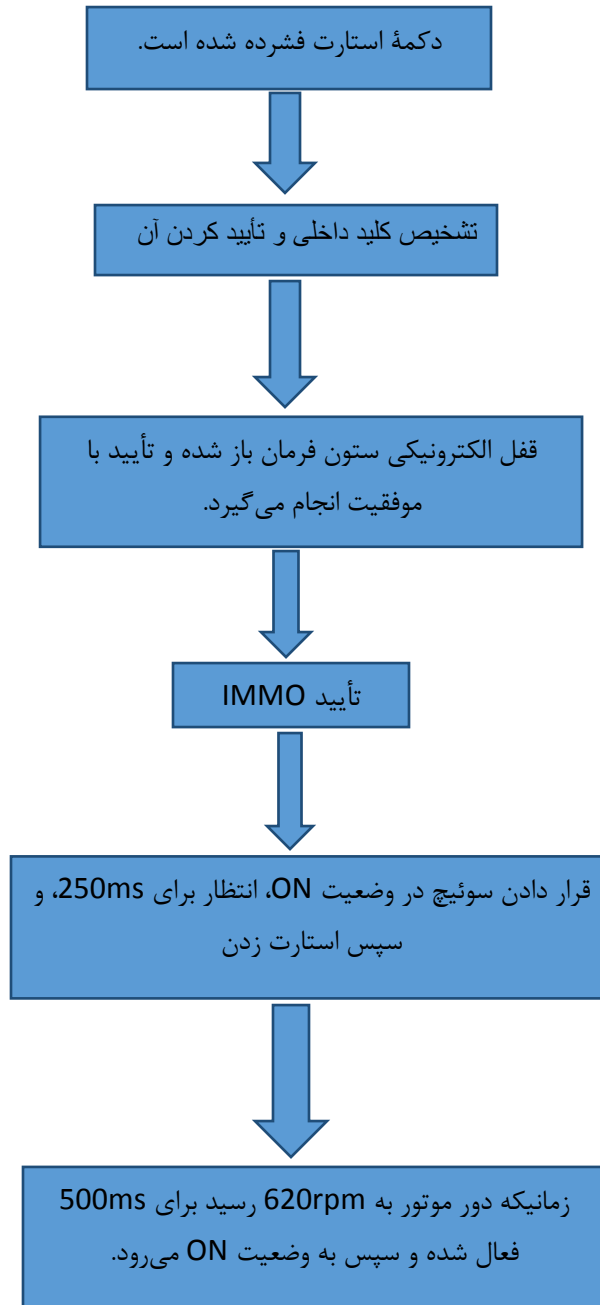 دکمۀ استارت فشرده شده است.
تشخیص کلید داخلی و تأیید کردن آن
قفل الکترونیکی ستون فرمان باز شده و تأیید با
موفقیت انجام می‌گیرد.
تأیید IMMO
قرار دادن سوئیچ در وضعیت ON، انتظار برای 250ms، و
سپس استارت زدن
زمانیکه دور موتور به 620rpm رسید برای 500ms
فعال شده و سپس به وضعیت ON می‌رود.